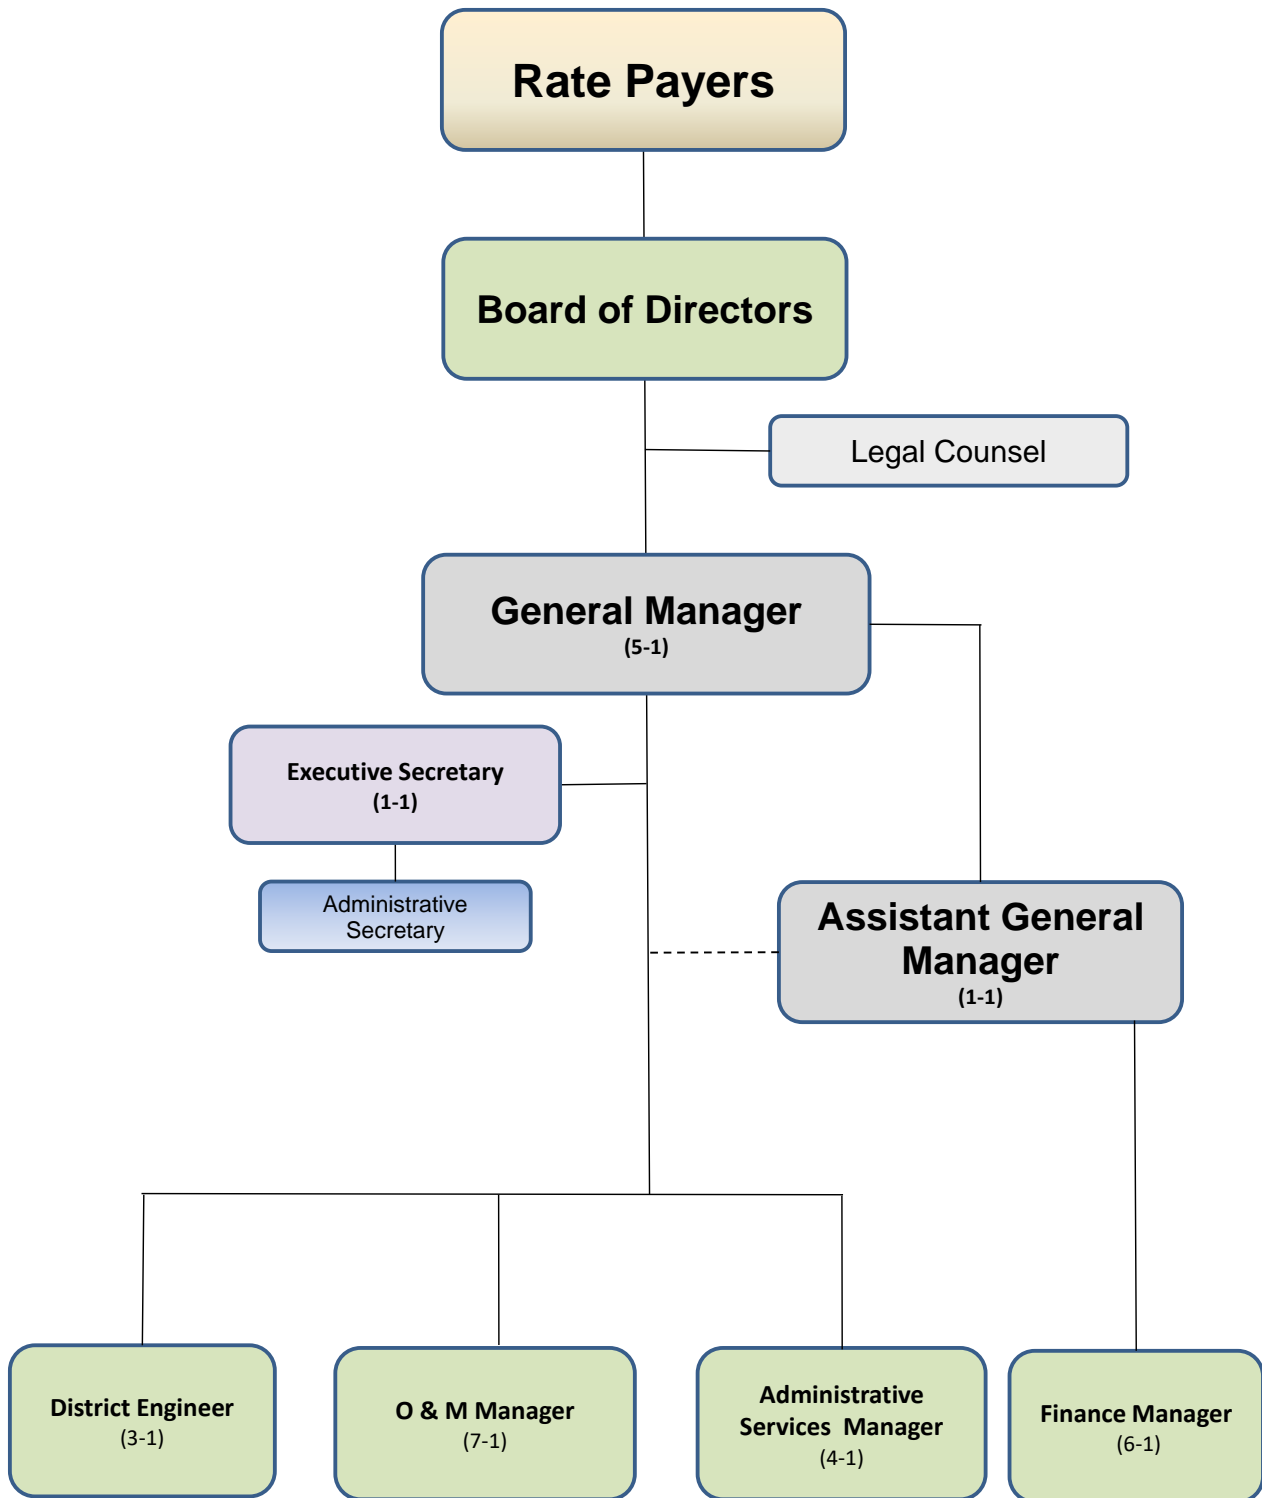 Rate Payers
Board of Directors
Legal Counsel
General Manager
(5-1)
Executive Secretary
(1-1)
Administrative
Secretary
Assistant General
Manager
(1-1)
District Engineer
(3-1)
O & M Manager
(7-1)
Administrative
Services  Manager
(4-1)
Finance Manager
(6-1)